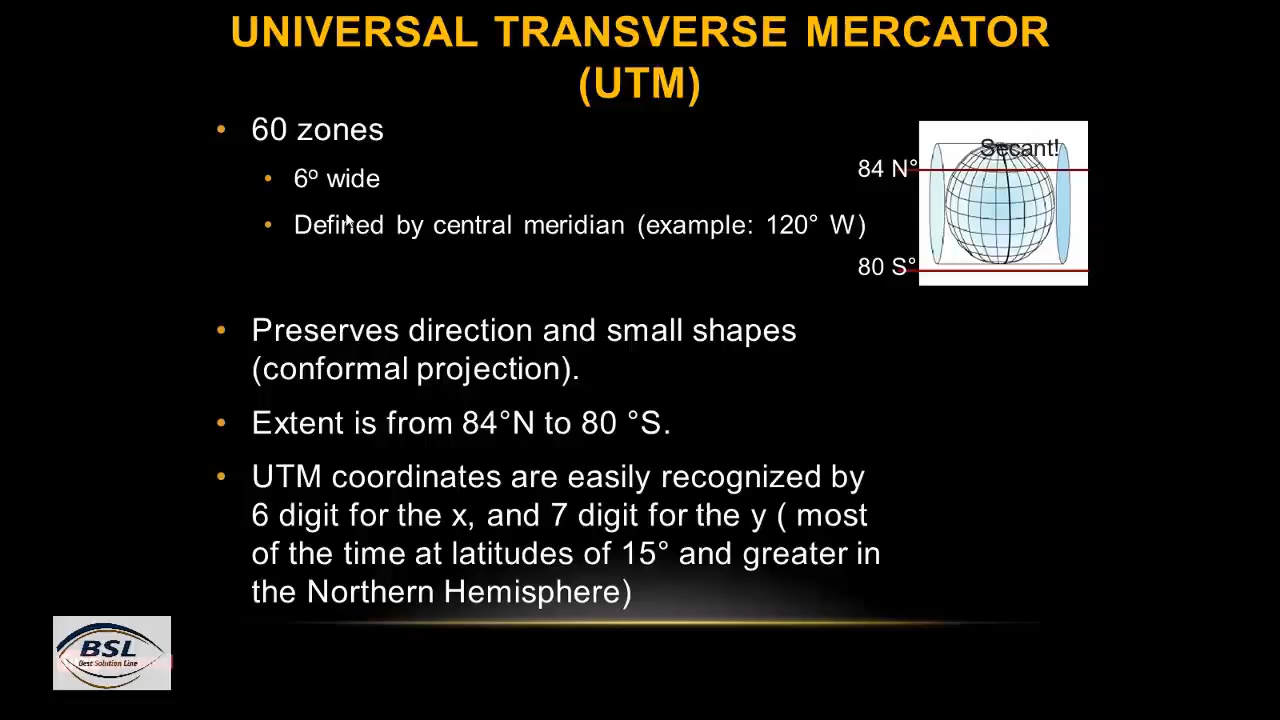 UNIVERSAL TRANSVERSE MERCATOR
(UTM)
• 60 zones
• 6º wide
• Defined by central meridian (example: 120° W)
Secant!
84 N°
80 S°
• Preserves direction and small shapes
(conformal projection).
• Extent is from 84°N to 80 °S.
• UTM coordinates are easily recognized by
6 digit for the x, and 7 digit for the y ( most
of the time at latitudes of 15° and greater in
the Northern Hemisphere)
BSL
Best Solution Line